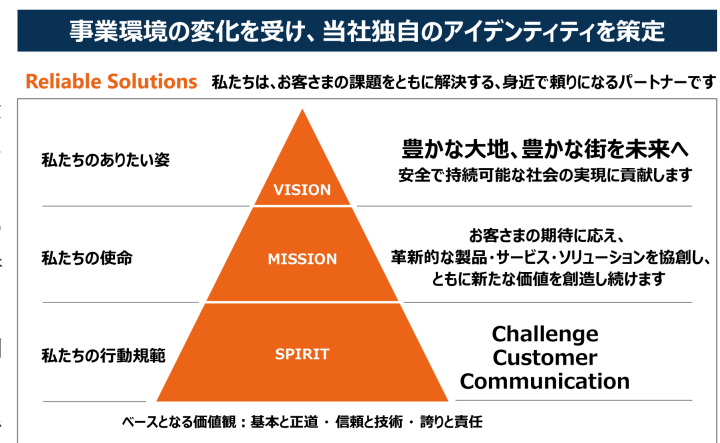 事業環境の変化を受け、当社独自のアイデンティティを策定
Reliable Solutions 私たちは、お客さまの課題をともに解決する、身近で頼りになるパートナーです
私たちのありたい姿
VISION
豊かな大地、豊かな街を未来へ
安全で持続可能な社会の実現に貢献します
私たちの使命
MISSION
お客さまの期待に応え、
革新的な製品・サービス・ソリューションを協創し、
ともに新たな価値を創造し続けます
私たちの行動規範
SPIRIT
Challenge
Customer
Communication
ベースとなる価値観：基本と正道・信頼と技術・誇りと責任